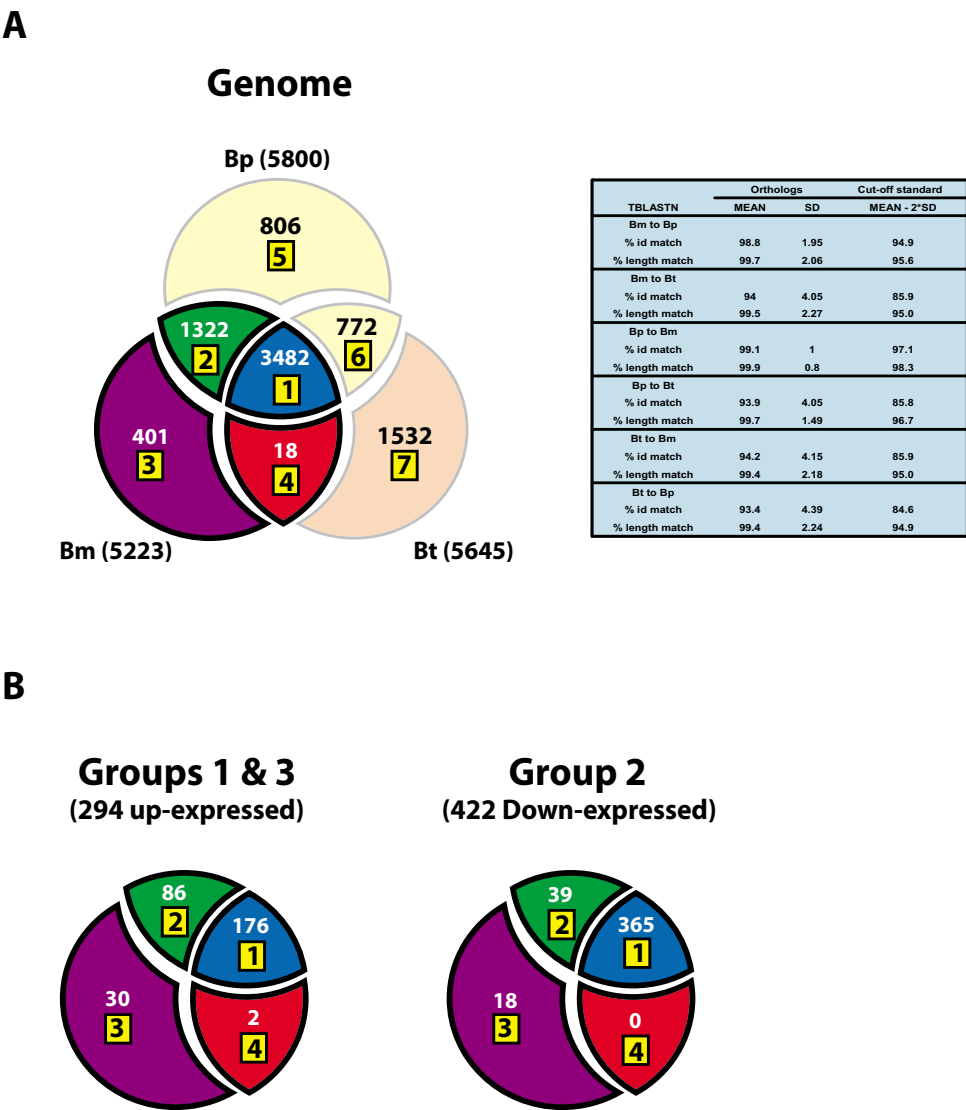 A
Genome
Bp (5800)
806
5
1322
2
3482
1
772
6
401
3
18
4
1532
7
Bm (5223)
Bt (5645)
Orthologs Cut-off standard
TBLASTN MEAN SD MEAN - 2*SD
Bm to Bp
% id match 98.8 1.95 94.9
% length match 99.7 2.06 95.6
Bm to Bt
% id match 94 4.05 85.9
% length match 99.5 2.27 95.0
Bp to Bm
% id match 99.1 1 97.1
% length match 99.9 0.8 98.3
Bp to Bt
% id match 93.9 4.05 85.8
% length match 99.7 1.49 96.7
Bt to Bm
% id match 94.2 4.15 85.9
% length match 99.4 2.18 95.0
Bt to Bp
% id match 93.4 4.39 84.6
% length match 99.4 2.24 94.9
B
Groups 1 & 3
(294 up-expressed)
86
2
176
1
30
3
2
4
Group 2
(422 Down-expressed)
39
2
365
1
18
3
0
4